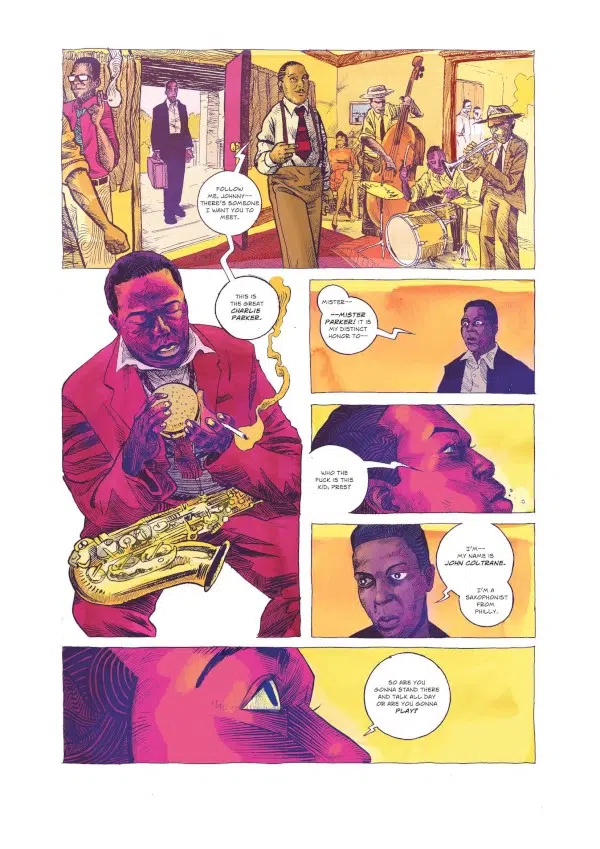 FOLLOW
ME, JOHNNY--
THERE'S SOMEONE
I WANT YOU TO
MEET.
THIS IS
THE GREAT
CHARLIE
PARKER.
MISTER--
--MISTER
PARKER! IT IS
MY DISTINCT
HONOR TO--
WHO THE
FUCK IS THIS
KID, PREZ?
I'M--
MY NAME IS
JOHN COLTRANE.
I'M A
SAXOPHONIST
FROM
PHILLY.
SO ARE YOU
GONNA STAND THERE
AND TALK ALL DAY
OR ARE YOU GONNA
PLAY?